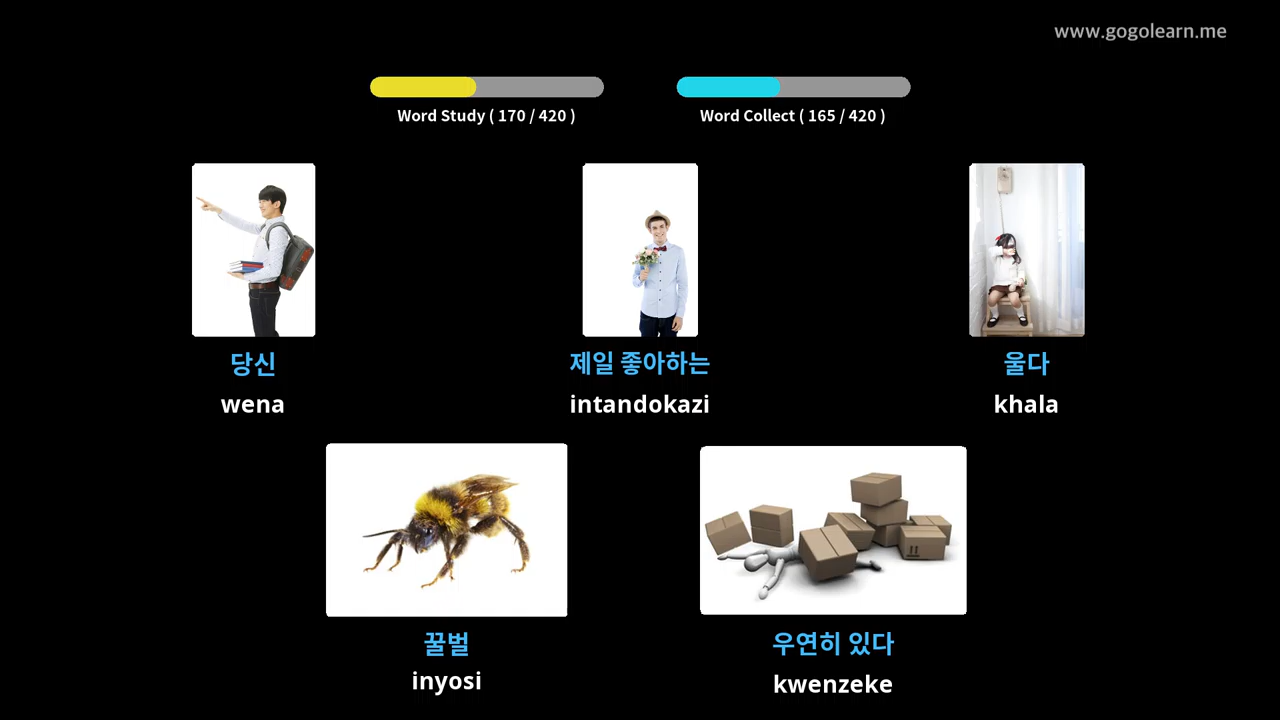 www.gogolearn.me
Word Study ( 170 / 420 )
Word Collect ( 165 / 420 )
당신
wena
제일 좋아하는
intandokazi
울다
khala
꿀벌
inyosi
우연히 있다
kwenzeke